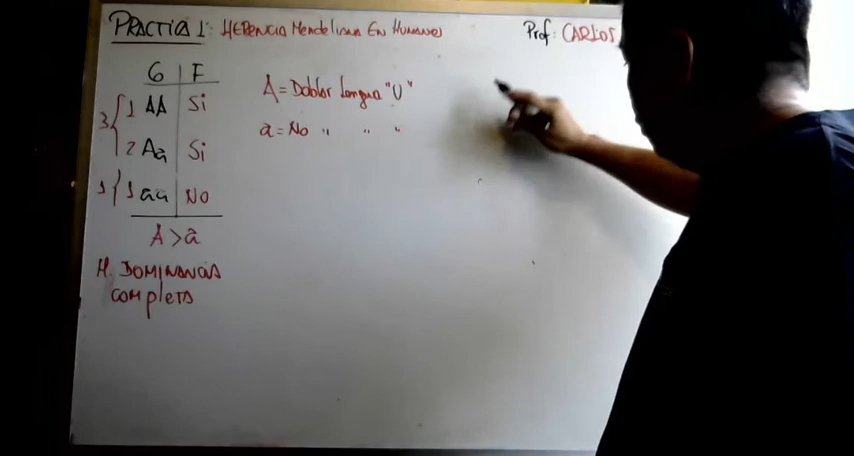 PRACTICA 1: HERENCIA Mendeliana En Humanos
Prof: CARLOS
G F
3 1 AA Si
2 Aa Si
1 1 aa No
A > a
H. DOMINANCIA
completa
A = Doblar Lengua "U"
a = No " " "